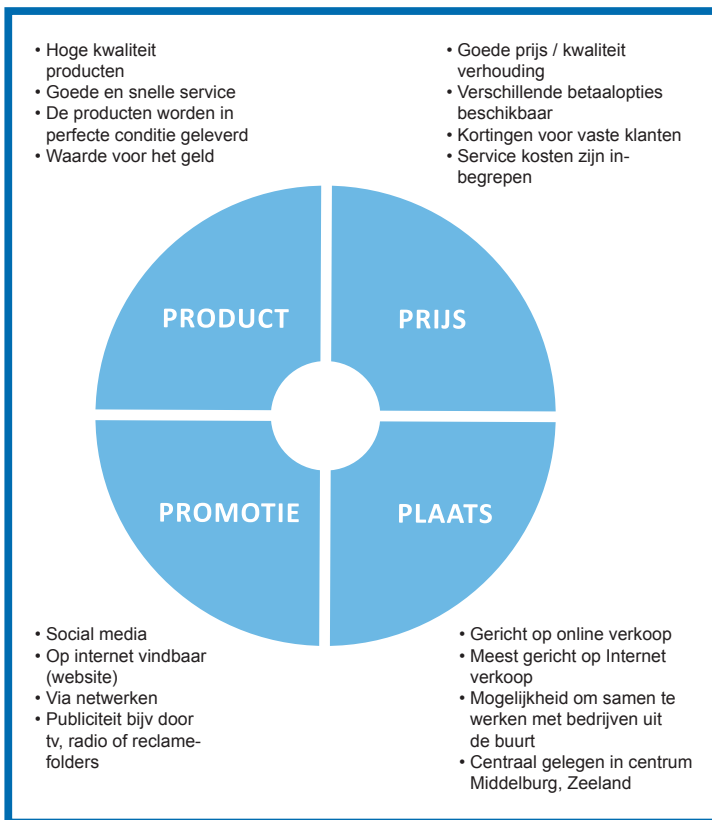 • Hoge kwaliteit
producten
• Goede en snelle service
• De producten worden in
perfecte conditie geleverd
• Waarde voor het geld
• Goede prijs / kwaliteit
verhouding
• Verschillende betaalopties
beschikbaar
• Kortingen voor vaste klanten
• Service kosten zijn in-
begrepen
PRODUCT
PRIJS
PROMOTIE
PLAATS
• Social media
• Op internet vindbaar
(website)
• Via netwerken
• Publiciteit bijv door
tv, radio of reclame-
folders
• Gericht op online verkoop
• Meest gericht op Internet
verkoop
• Mogelijkheid om samen te
werken met bedrijven uit
de buurt
• Centraal gelegen in centrum
Middelburg, Zeeland